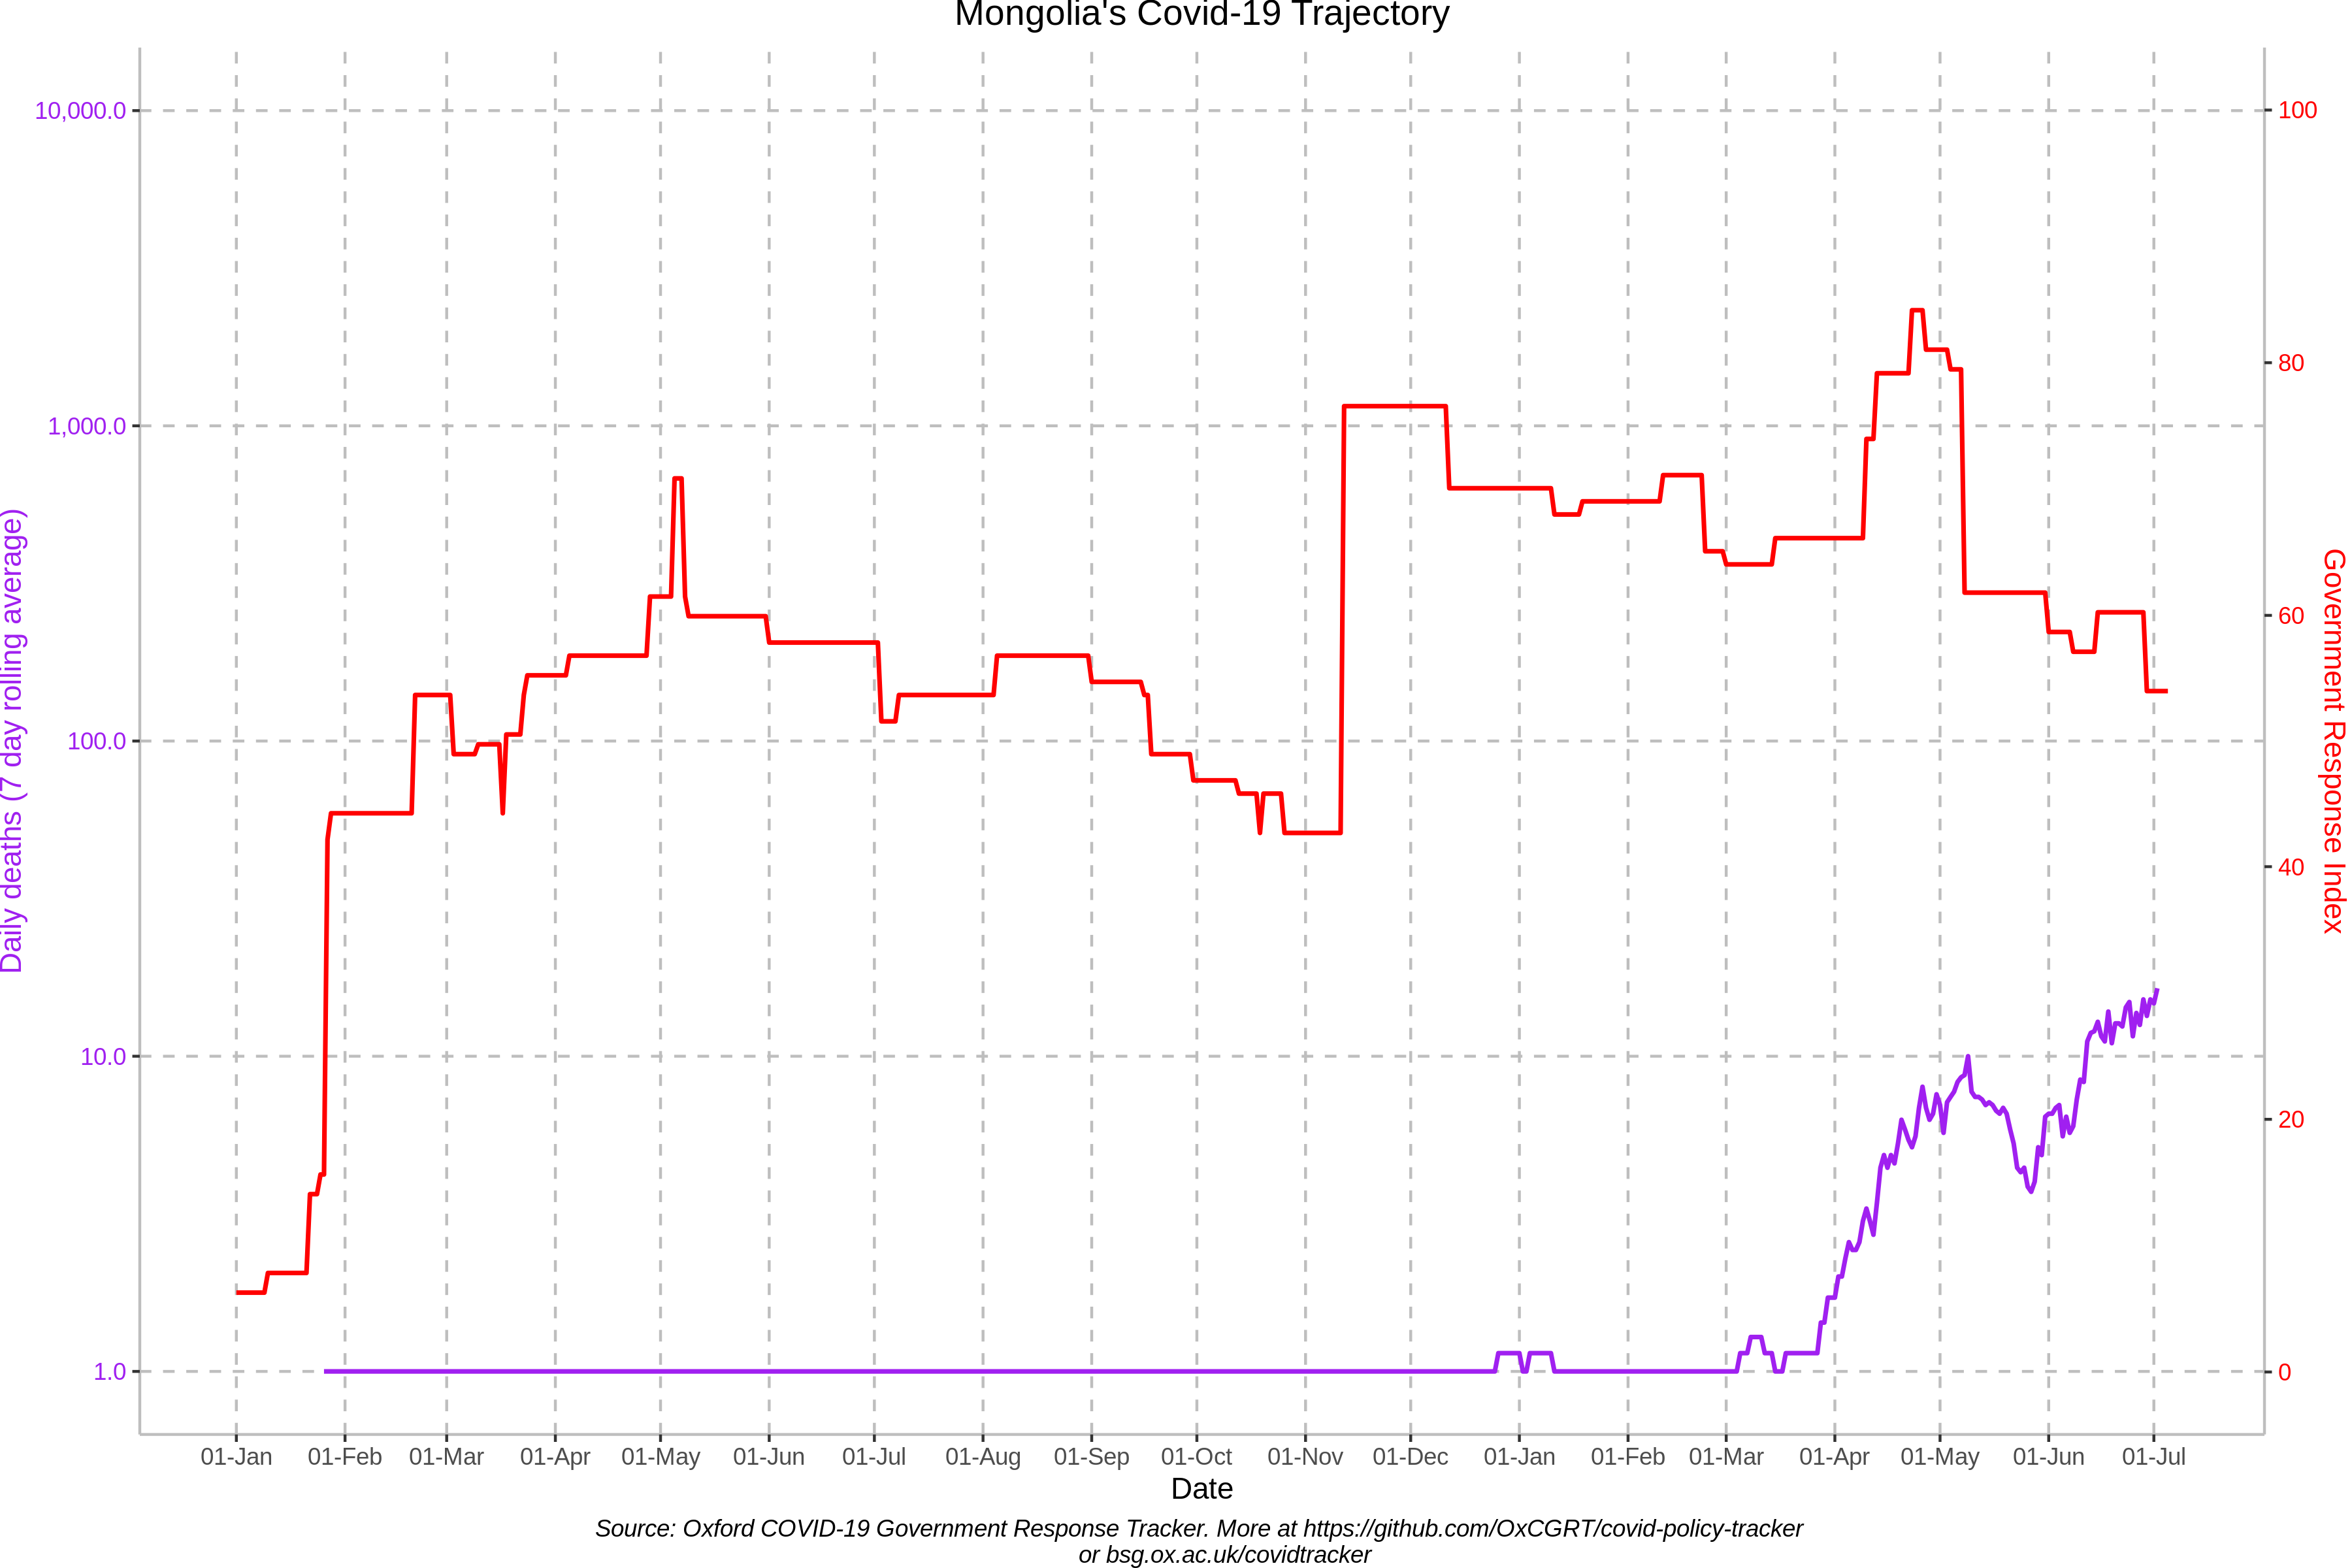 Mongolia's Covid-19 Trajectory
10,000.0
1,000.0
100.0
10.0
1.0
Daily deaths (7 day rolling average)
100
80
60
40
20
0
Government Response Index
01-Jan 01-Feb 01-Mar 01-Apr 01-May 01-Jun 01-Jul 01-Aug 01-Sep 01-Oct 01-Nov 01-Dec 01-Jan 01-Feb 01-Mar 01-Apr 01-May 01-Jun 01-Jul
Date
Source: Oxford COVID-19 Government Response Tracker. More at https://github.com/OxCGRT/covid-policy-tracker
or bsg.ox.ac.uk/covidtracker